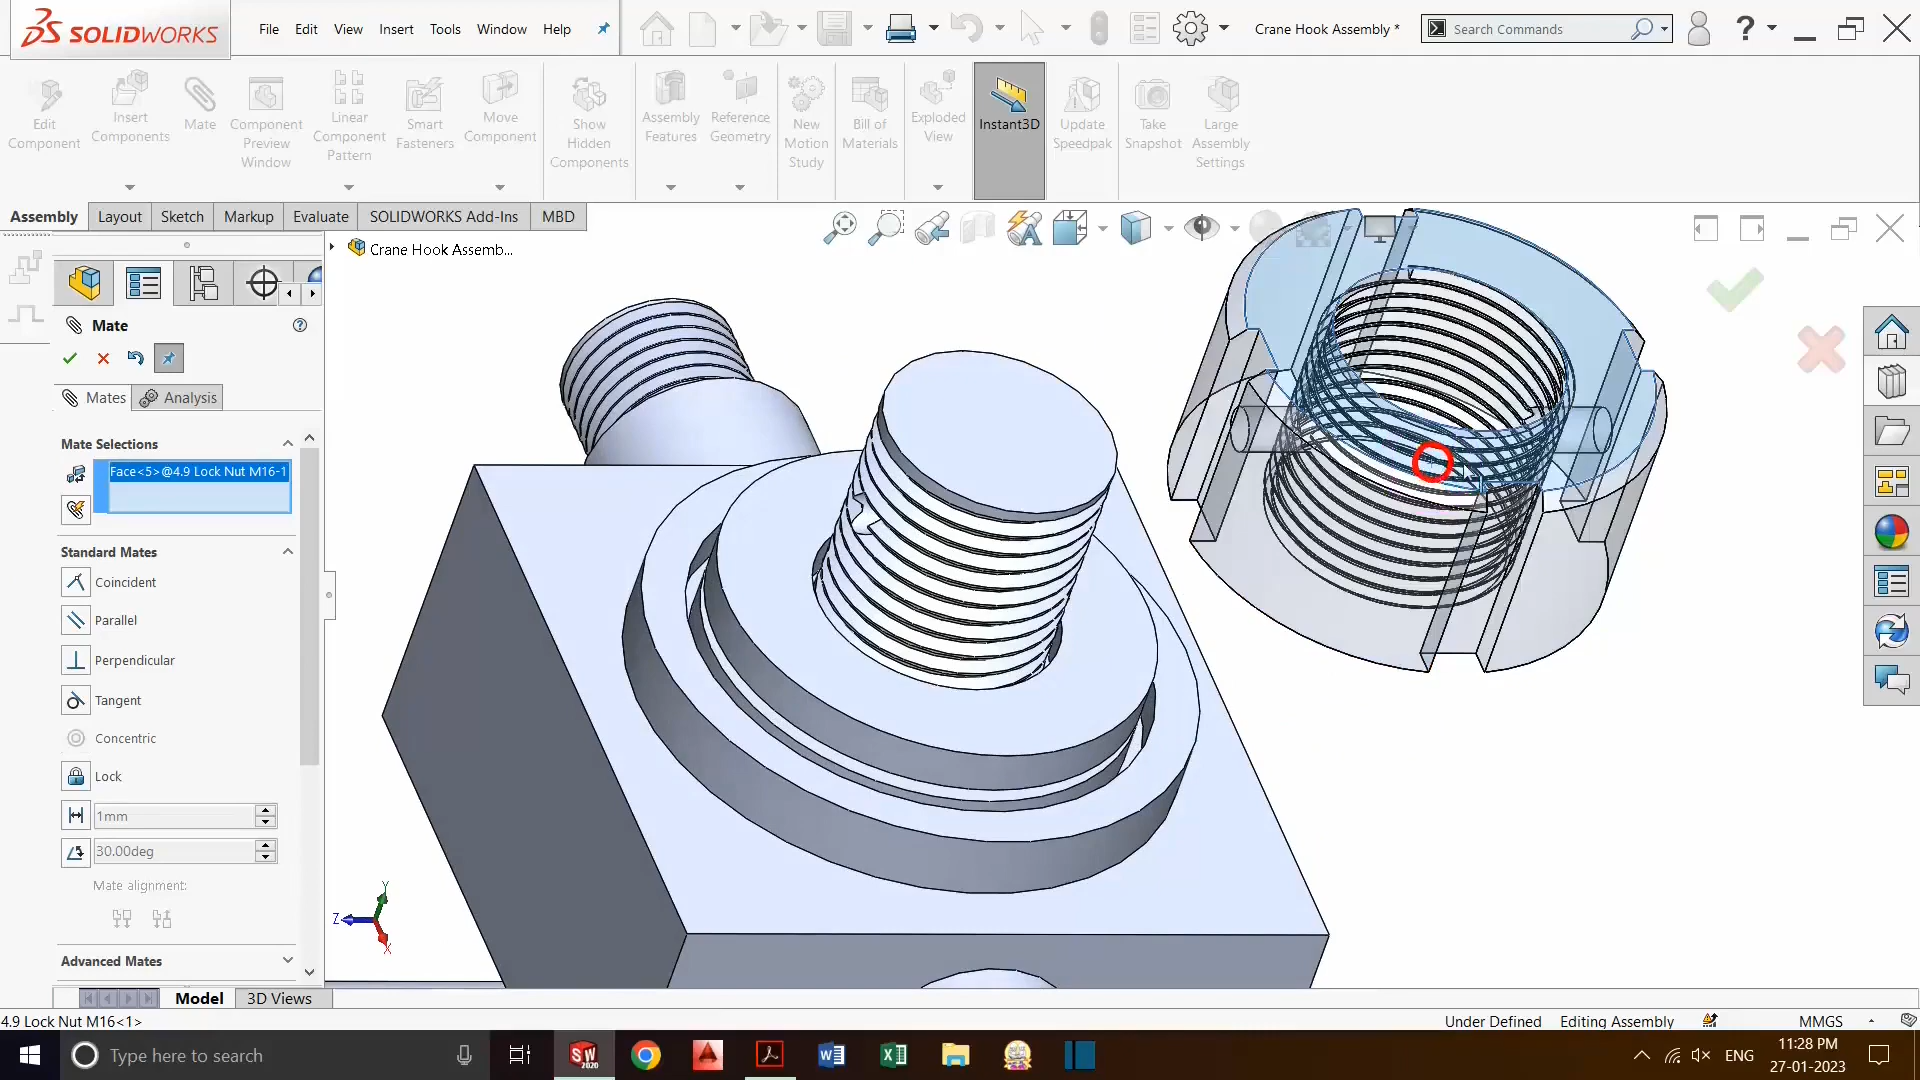 SOLIDWORKS
File Edit View Insert Tools Window Help
Crane Hook Assembly *
Search Commands
?
Edit Component
Insert Components
Mate
Component Preview Window
Linear Component Pattern
Smart Fasteners
Move Component
Show Hidden Components
Assembly Features
Reference Geometry
New Motion Study
Bill of Materials
Exploded View
Instant3D
Update Speedpak
Take Snapshot
Large Assembly Settings
Assembly Layout Sketch Markup Evaluate SOLIDWORKS Add-Ins MBD
Crane Hook Assemb...
Mate
?
Mates Analysis
Mate Selections
Face<5>@4.9 Lock Nut M16-1
Standard Mates
Coincident
Parallel
Perpendicular
Tangent
Concentric
Lock
1mm
30.00deg
Mate alignment:
Advanced Mates
Y
Z
X
Model 3D Views
4.9 Lock Nut M16<1>
Under Defined Editing Assembly MMGS
Type here to search
SW 2020
ENG
11:28 PM
27-01-2023